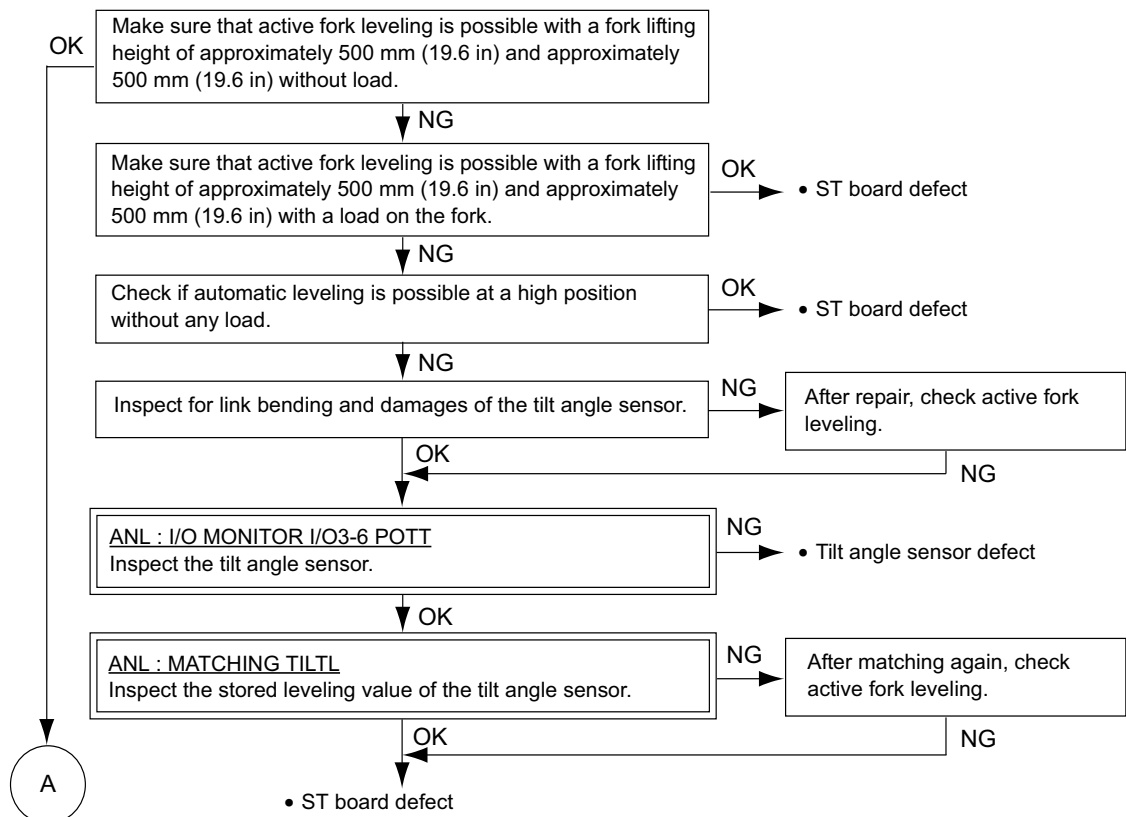 Make sure that active fork leveling is possible with a fork lifting
height of approximately 500 mm (19.6 in) and approximately
500 mm (19.6 in) without load.
OK
NG
Make sure that active fork leveling is possible with a fork lifting
height of approximately 500 mm (19.6 in) and approximately
500 mm (19.6 in) with a load on the fork.
OK
• ST board defect
NG
Check if automatic leveling is possible at a high position
without any load.
OK
• ST board defect
NG
Inspect for link bending and damages of the tilt angle sensor.
NG
After repair, check active fork
leveling.
OK
NG
ANL : I/O MONITOR I/O3-6 POTT
Inspect the tilt angle sensor.
NG
• Tilt angle sensor defect
OK
ANL : MATCHING TILTL
Inspect the stored leveling value of the tilt angle sensor.
NG
After matching again, check
active fork leveling.
OK
NG
A
• ST board defect